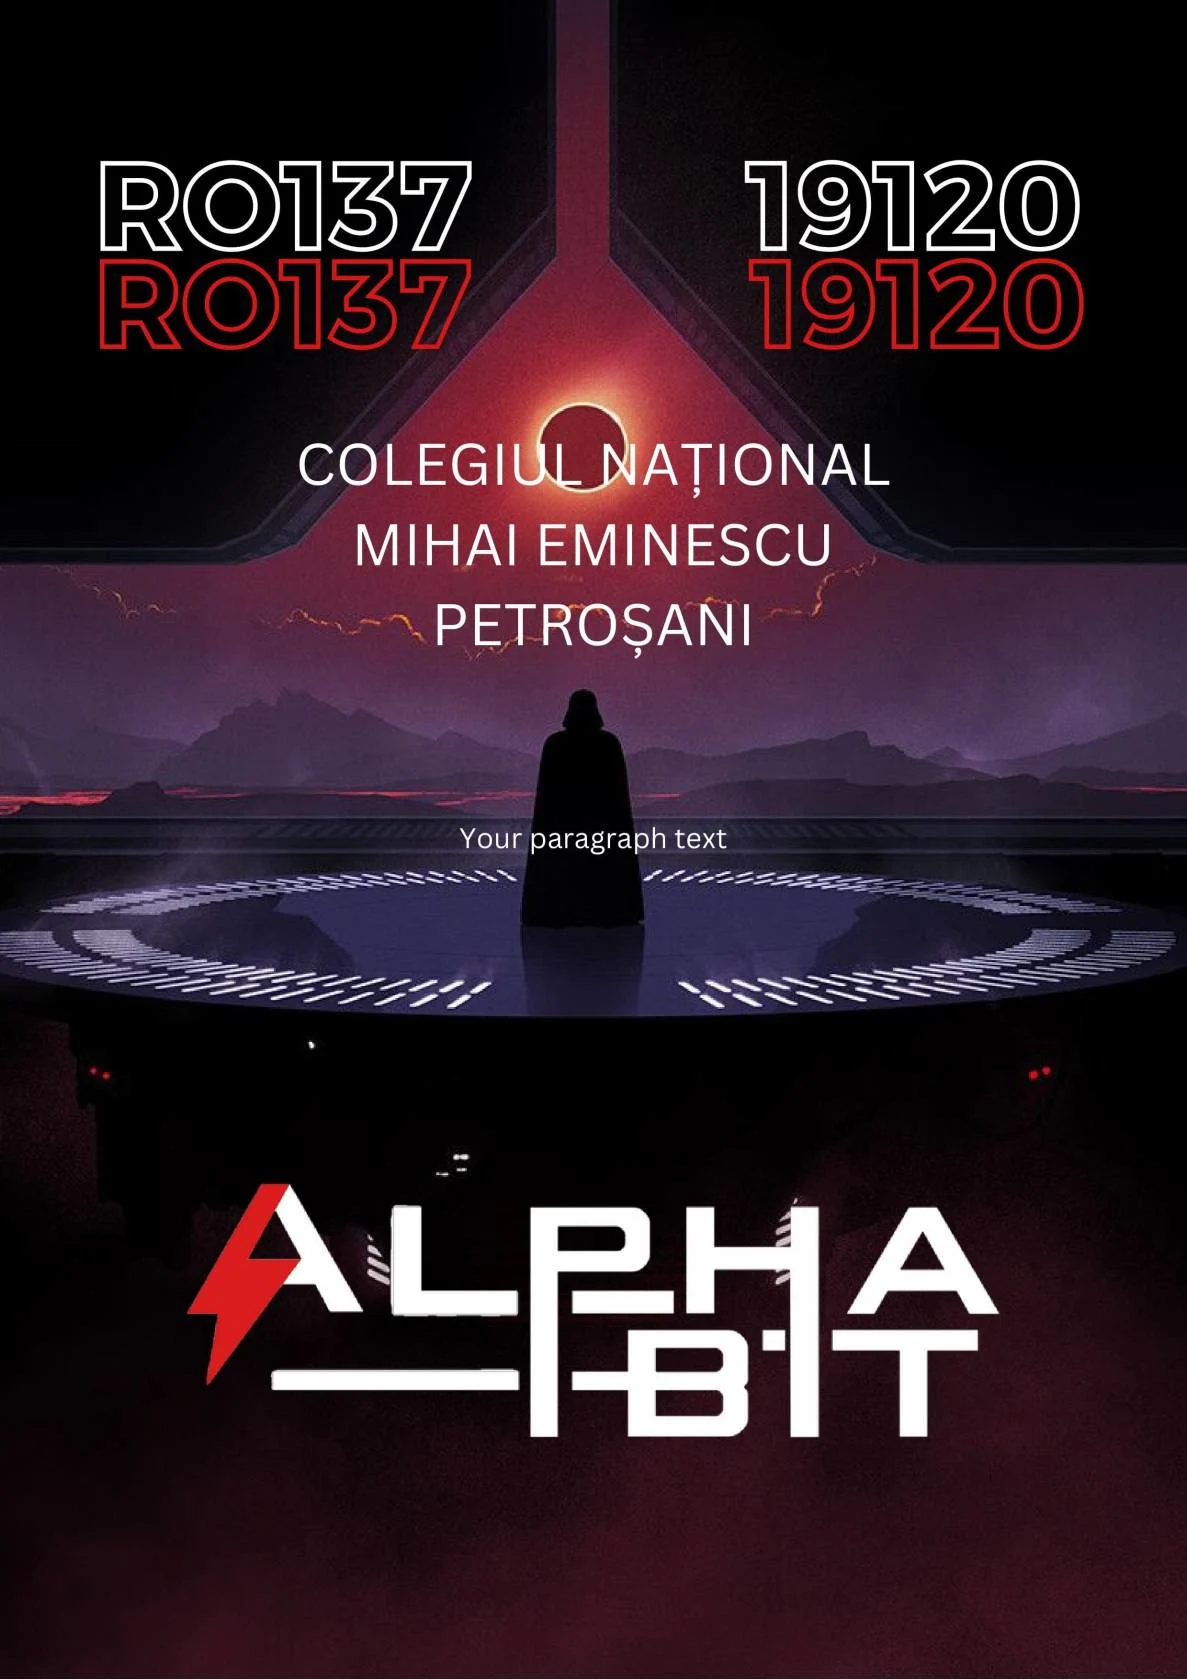 RO137 19120
RO137 19120
COLEGIUL NAȚIONAL
MIHAI EMINESCU
PETROȘANI
Your paragraph text
ALPHA
BIT